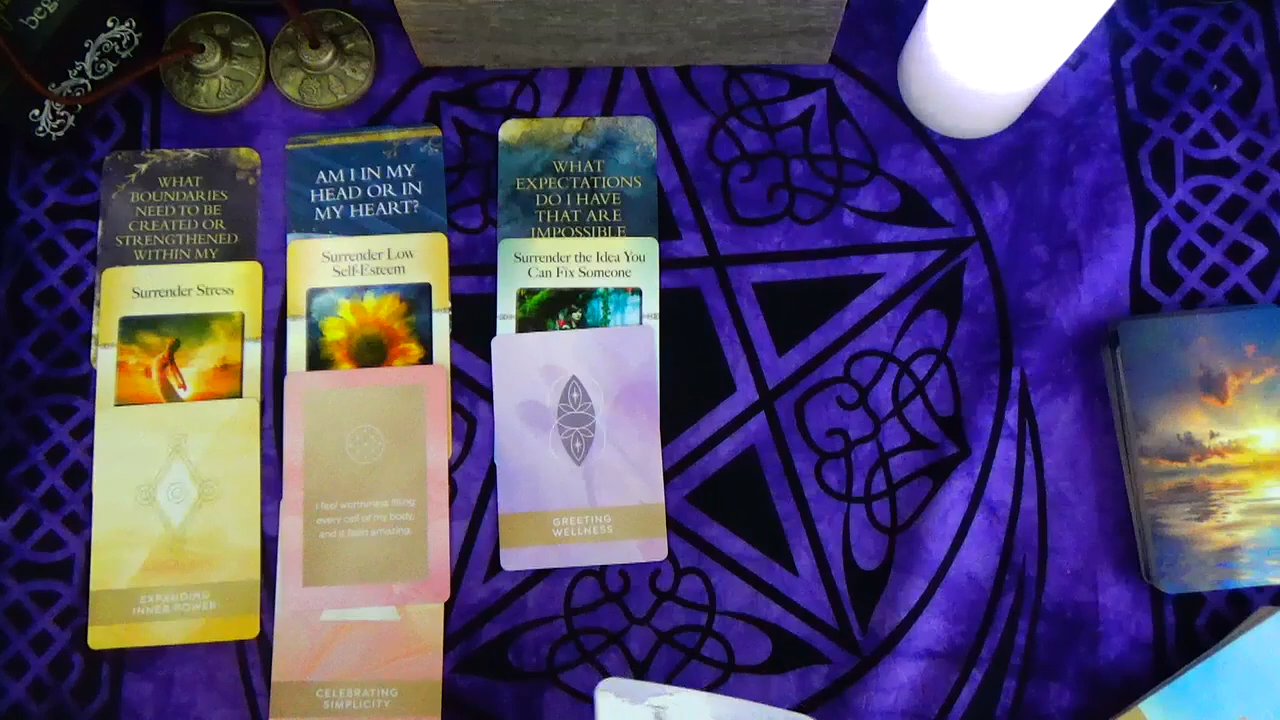 beg
WHAT
BOUNDARIES
NEED TO BE
CREATED OR
STRENGTHENED
WITHIN MY
Surrender Stress
EXPANDING
INNER POWER
AM I IN MY
HEAD OR IN
MY HEART?
Surrender Low
Self-Esteem
I feel worthiness filling
every cell of my body,
and it feels amazing.
CELEBRATING
SIMPLICITY
WHAT
EXPECTATIONS
DO I HAVE
THAT ARE
IMPOSSIBLE
Surrender the Idea You
Can Fix Someone
GREETING
WELLNESS